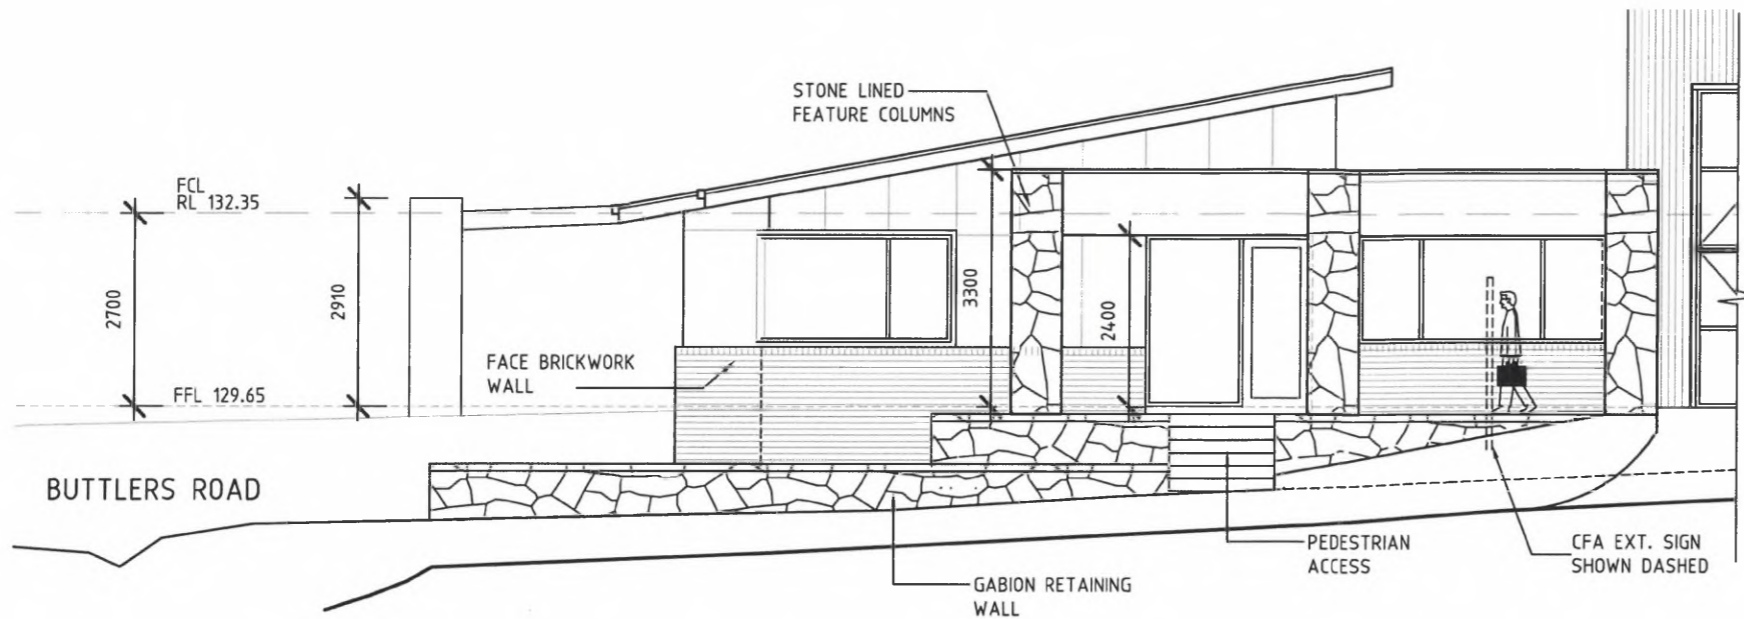 STONE LINED
FEATURE COLUMNS
FCL
RL 132.35
2700
2910
3300
2400
FACE BRICKWORK
WALL
FFL 129.65
BUTTLERS ROAD
PEDESTRIAN
ACCESS
CFA EXT. SIGN
SHOWN DASHED
GABION RETAINING
WALL